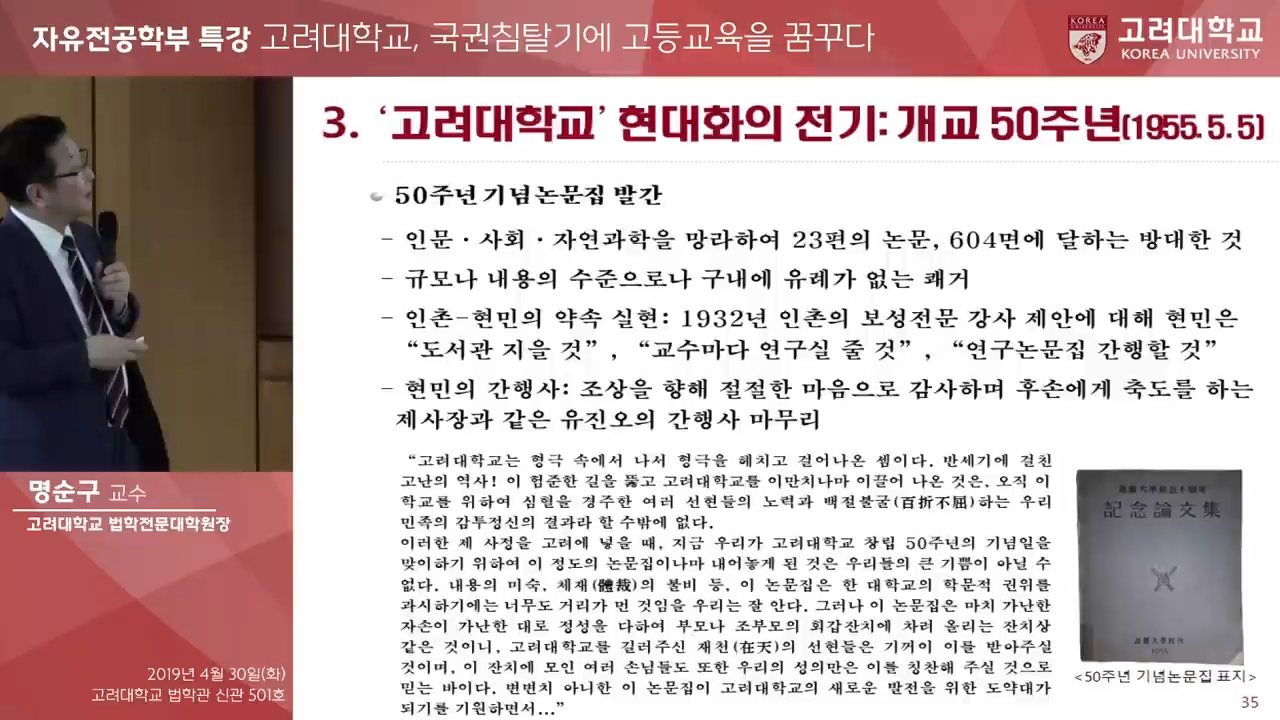 자유전공학부 특강 고려대학교, 국권침탈기에 고등교육을 꿈꾸다
KOREA
고려대학교
KOREA UNIVERSITY
3. ‘고려대학교’ 현대화의 전기: 개교 50주년(1955. 5. 5)
50주년 기념논문집 발간
– 인문·사회·자연과학을 망라하여 23편의 논문, 604면에 달하는 방대한 것
– 규모나 내용의 수준으로나 구내에 유례가 없는 쾌거
– 인촌-현민의 약속 실현: 1932년 인촌의 보성전문 강사 제안에 대해 현민은
“도서관 지을 것”, “교수마다 연구실 줄 것”, “연구논문집 간행할 것”
– 현민의 간행사: 조상을 향해 절절한 마음으로 감사하며 후손에게 축도를 하는
제사장과 같은 유진오의 간행사 마무리
“고려대학교는 형극 속에서 나서 형극을 헤치고 걸어나온 셈이다. 반세기에 걸친
고난의 역사! 이 험준한 길을 뚫고 고려대학교를 이만치나마 이끌어 나온 것은, 오직 이
학교를 위하여 심혈을 경주한 여러 선현들의 노력과 백절불굴(百折不屈)하는 우리
민족의 감투정신의 결과라 할 수밖에 없다.
이러한 제 사정을 고려에 넣을 때, 지금 우리가 고려대학교 창립 50주년의 기념일을
맞이하기 위하여 이 정도의 논문집이나마 내어놓게 된 것은 우리들의 큰 기쁨이 아닐 수
없다. 내용의 미숙, 체재(體裁)의 불비 등, 이 논문집은 한 대학교의 학문적 권위를
과시하기에는 너무도 거리가 먼 것임을 우리는 잘 안다. 그러나 이 논문집은 마치 가난한
자손이 가난한 대로 정성을 다하여 부모나 조부모의 회갑잔치에 차려 올리는 잔치상
같은 것이니, 고려대학교를 길러주신 재천(在天)의 선현들은 기꺼이 이를 받아주실
것이며, 이 잔치에 모인 여러 손님들도 또한 우리의 성의만은 이를 칭찬해 주실 것으로
믿는 바이다. 변변치 아니한 이 논문집이 고려대학교의 새로운 발전을 위한 도약대가
되기를 기원하면서...”
記念論文集
1955
<50주년 기념논문집 표지>
35
명순구 교수
고려대학교 법학전문대학원장
2019년 4월 30일(화)
고려대학교 법학관 신관 501호